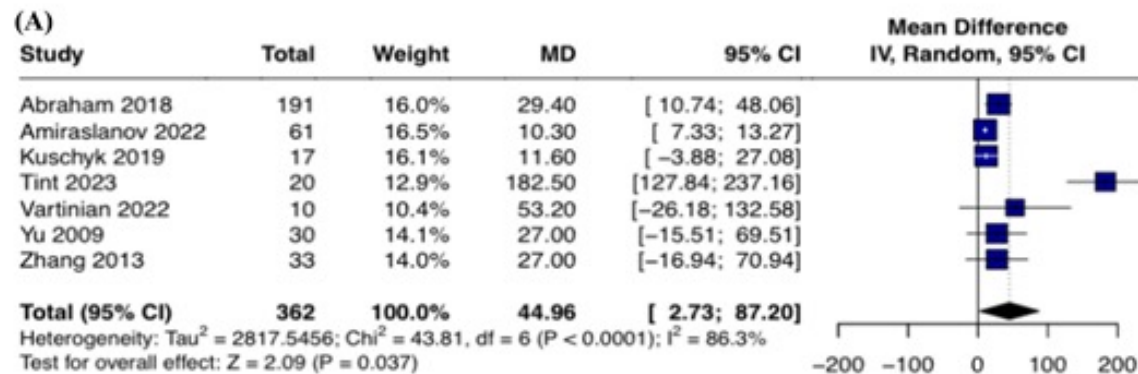 (A)
Mean Difference
Study Total Weight MD 95% CI IV, Random, 95% CI
Abraham 2018 191 16.0% 29.40 [ 10.74; 48.06]
Amiraslanov 2022 61 16.5% 10.30 [ 7.33; 13.27]
Kuschyk 2019 17 16.1% 11.60 [ −3.88; 27.08]
Tint 2023 20 12.9% 182.50 [127.84; 237.16]
Vartinian 2022 10 10.4% 53.20 [−26.18; 132.58]
Yu 2009 30 14.1% 27.00 [−15.51; 69.51]
Zhang 2013 33 14.0% 27.00 [−16.94; 70.94]
Total (95% CI) 362 100.0% 44.96 [ 2.73; 87.20]
Heterogeneity: Tau² = 2817.5456; Chi² = 43.81, df = 6 (P < 0.0001); I² = 86.3%
Test for overall effect: Z = 2.09 (P = 0.037)
−200 −100 0 100 200